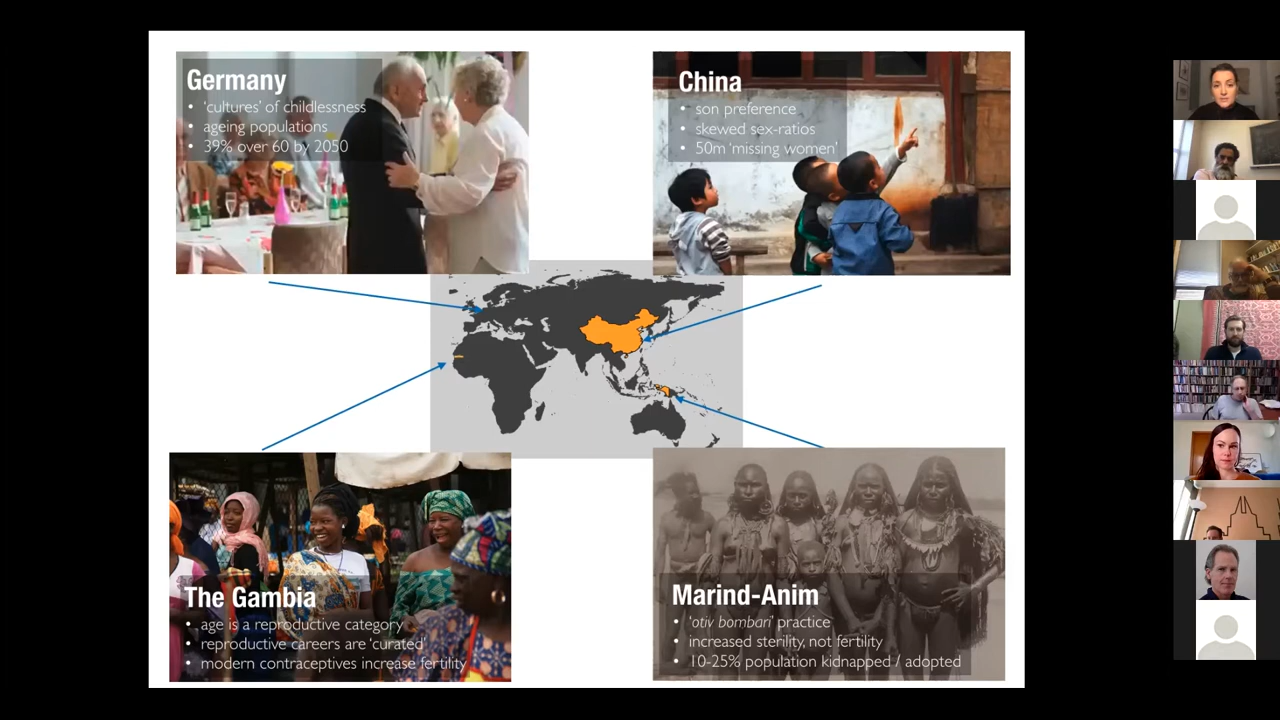 Germany
• ‘cultures’ of childlessness
• ageing populations
• 39% over 60 by 2050
China
• son preference
• skewed sex-ratios
• 50m ‘missing women’
The Gambia
• age is a reproductive category
• reproductive careers are ‘curated’
• modern contraceptives increase fertility
Marind-Anim
• ‘otiv bombari’ practice
• increased sterility, not fertility
• 10-25% population kidnapped / adopted